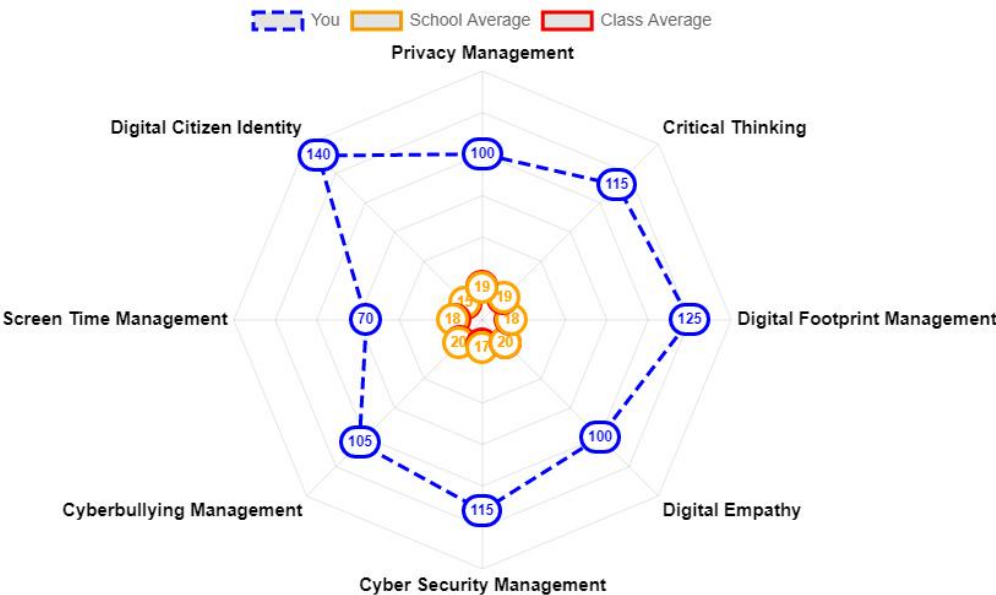 You School Average Class Average
Privacy Management
Digital Citizen Identity
Critical Thinking
140
100
115
19
19
15
Screen Time Management
70
18
18
125
Digital Footprint Management
20
17
20
105
100
Cyberbullying Management
115
Digital Empathy
Cyber Security Management